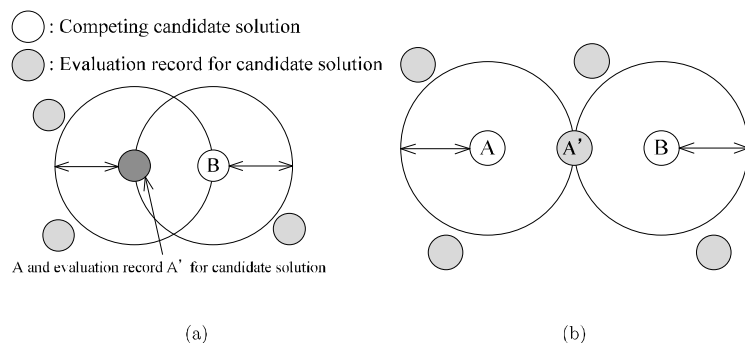 : Competing candidate solution
: Evaluation record for candidate solution
B
A and evaluation record A' for candidate solution
(a)
A
A'
B
(b)